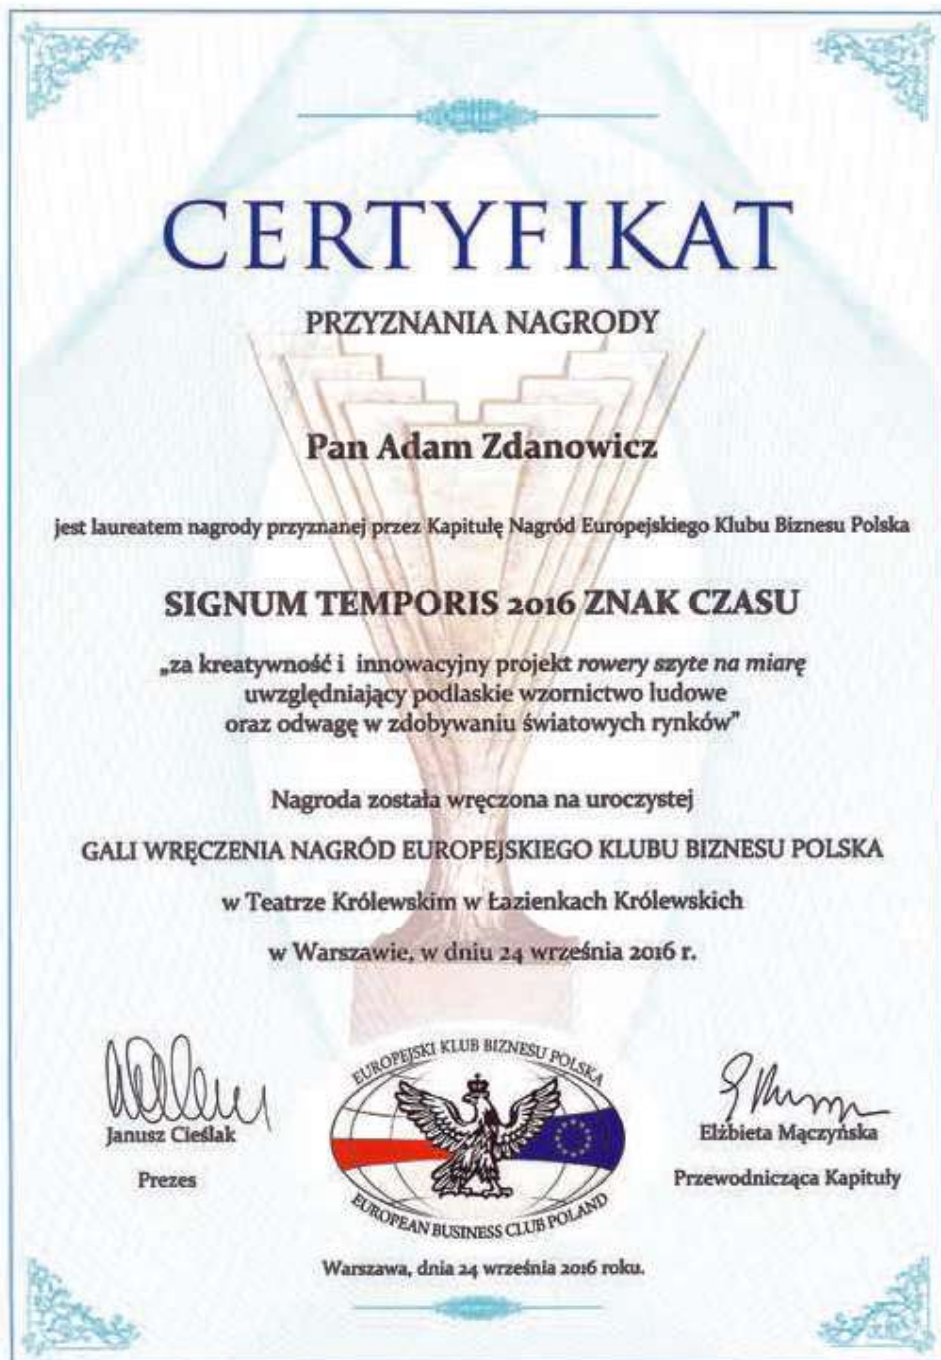 CERTYFIKAT
PRZYZNANIA NAGRODY
Pan Adam Zdanowicz
jest laureatem nagrody przyznanej przez Kapitułę Nagród Europejskiego Klubu Biznesu Polska
SIGNUM TEMPORIS 2016 ZNAK CZASU
„za kreatywność i innowacyjny projekt rowery szyte na miarę
uwzględniający podlaskie wzornictwo ludowe
oraz odwagę w zdobywaniu światowych rynków”
Nagroda została wręczona na uroczystej
GALI WRĘCZENIA NAGRÓD EUROPEJSKIEGO KLUBU BIZNESU POLSKA
w Teatrze Królewskim w Łazienkach Królewskich
w Warszawie, w dniu 24 września 2016 r.
EUROPEJSKI KLUB BIZNESU POLSKA
Janusz Cieślak
Elżbieta Mączyńska
Prezes
Przewodnicząca Kapituły
EUROPEAN BUSINESS CLUB POLAND
Warszawa, dnia 24 września 2016 roku.